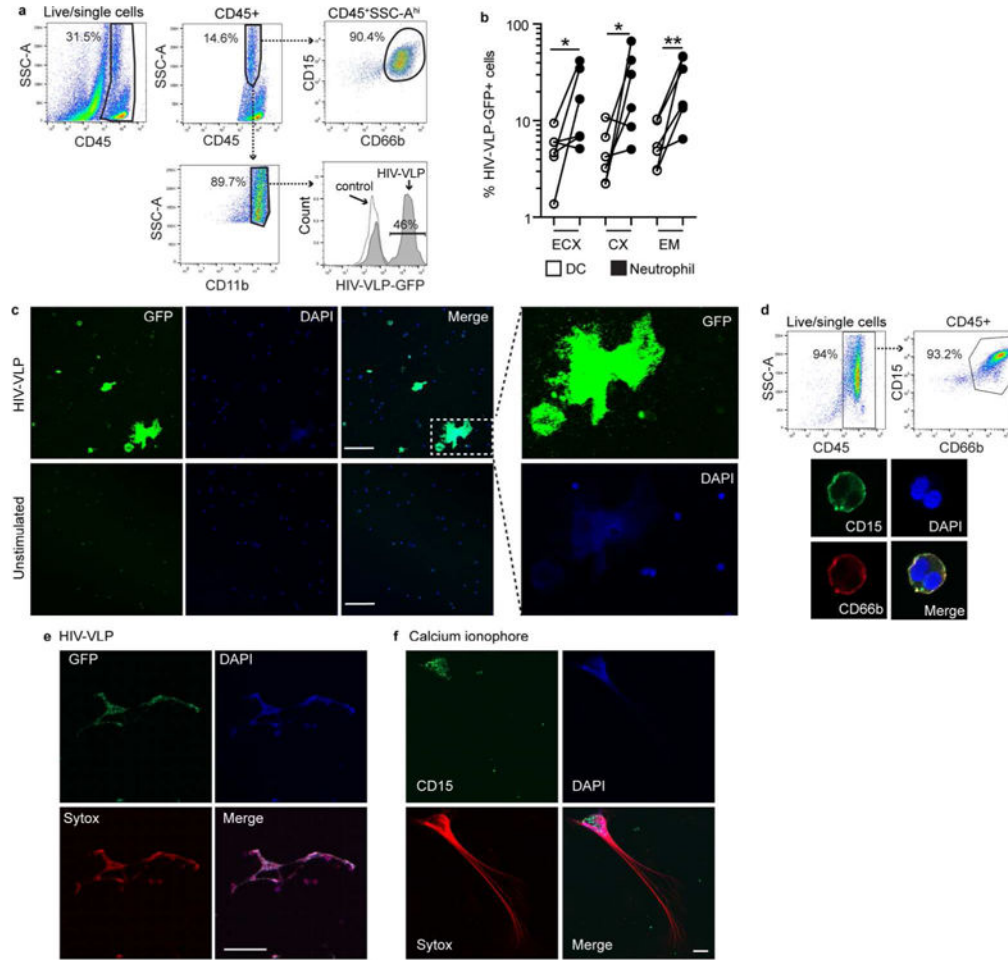 a
Live/single cells
31.5%
SSC-A
CD45
CD45+
14.6%
SSC-A
CD45
CD45⁺SSC-Aʰⁱ
90.4%
CD15
CD66b
89.7%
SSC-A
CD11b
HIV-VLP
control
46%
Count
HIV-VLP-GFP
b
* * **
100
10
1
% HIV-VLP-GFP+ cells
ECX CX EM
DC Neutrophil
c
GFP DAPI Merge GFP
HIV-VLP
DAPI
Unstimulated
d
Live/single cells
94%
SSC-A
CD45
CD45+
93.2%
CD15
CD66b
CD15 DAPI
CD66b Merge
e HIV-VLP
GFP DAPI
Sytox Merge
f Calcium ionophore
CD15 DAPI
Sytox Merge